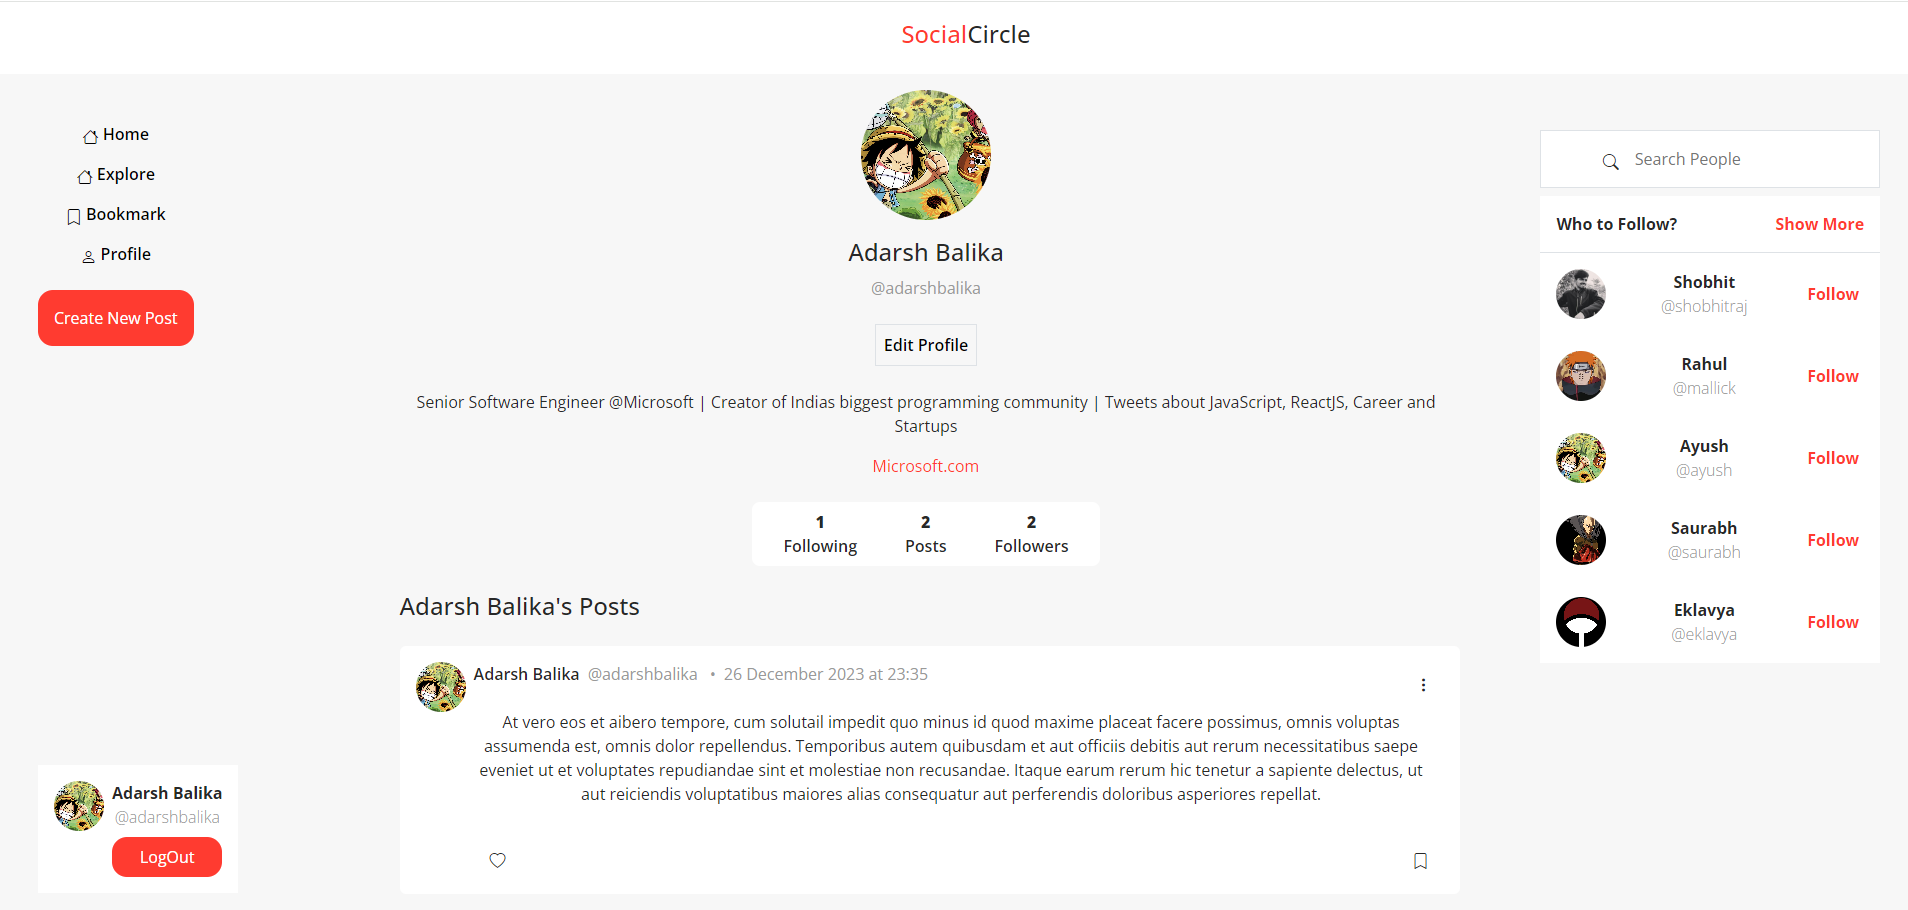 SocialCircle
Home
Explore
Bookmark
Profile
Create New Post
Adarsh Balika
@adarshbalika
LogOut
Adarsh Balika
@adarshbalika
Edit Profile
Senior Software Engineer @Microsoft | Creator of Indias biggest programming community | Tweets about JavaScript, ReactJS, Career and
Startups
Microsoft.com
1 2 2
Following Posts Followers
Adarsh Balika's Posts
Adarsh Balika @adarshbalika • 26 December 2023 at 23:35
At vero eos et aibero tempore, cum solutail impedit quo minus id quod maxime placeat facere possimus, omnis voluptas
assumenda est, omnis dolor repellendus. Temporibus autem quibusdam et aut officiis debitis aut rerum necessitatibus saepe
eveniet ut et voluptates repudiandae sint et molestiae non recusandae. Itaque earum rerum hic tenetur a sapiente delectus, ut
aut reiciendis voluptatibus maiores alias consequatur aut perferendis doloribus asperiores repellat.
Search People
Who to Follow? Show More
Shobhit
@shobhitraj
Follow
Rahul
@mallick
Follow
Ayush
@ayush
Follow
Saurabh
@saurabh
Follow
Eklavya
@eklavya
Follow